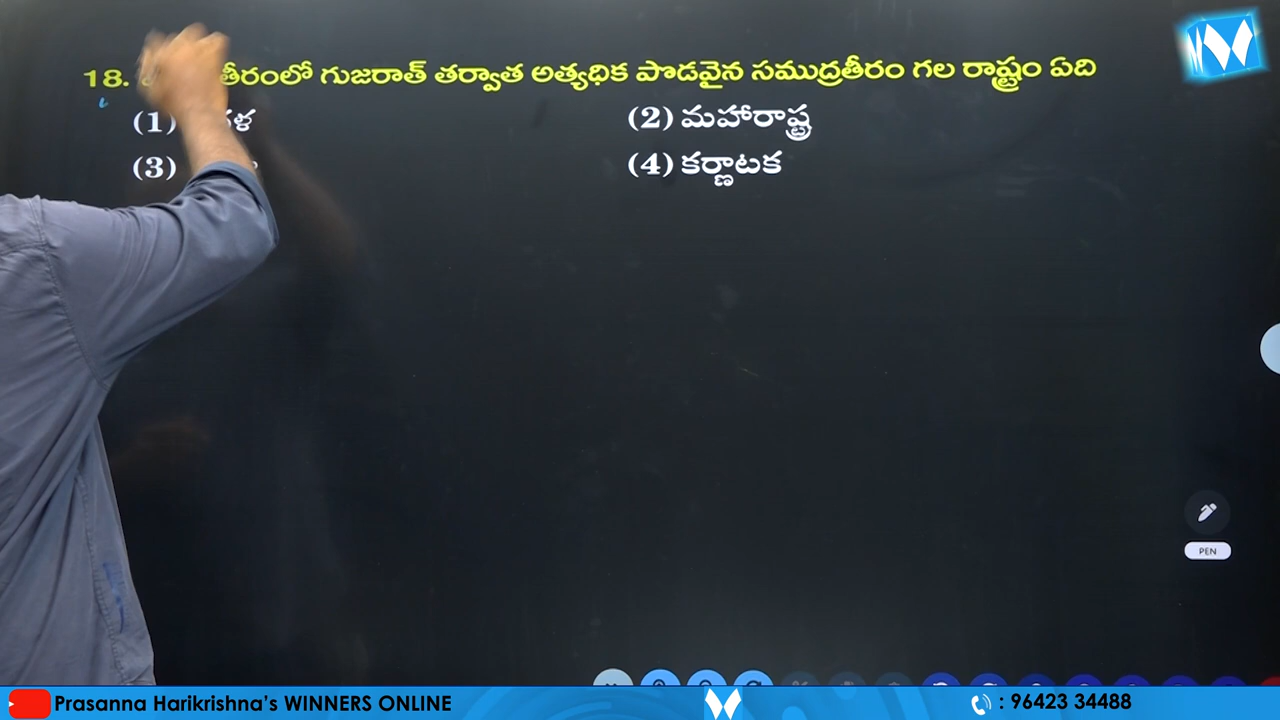 18. తీరంలో గుజరాత్ తర్వాత అత్యధిక పొడవైన సముద్రతీరం గల రాష్ట్రం ఏది
(1)
(2) మహారాష్ట్ర
(3)
(4) కర్ణాటక
PEN
Prasanna Harikrishna's WINNERS ONLINE
: 96423 34488